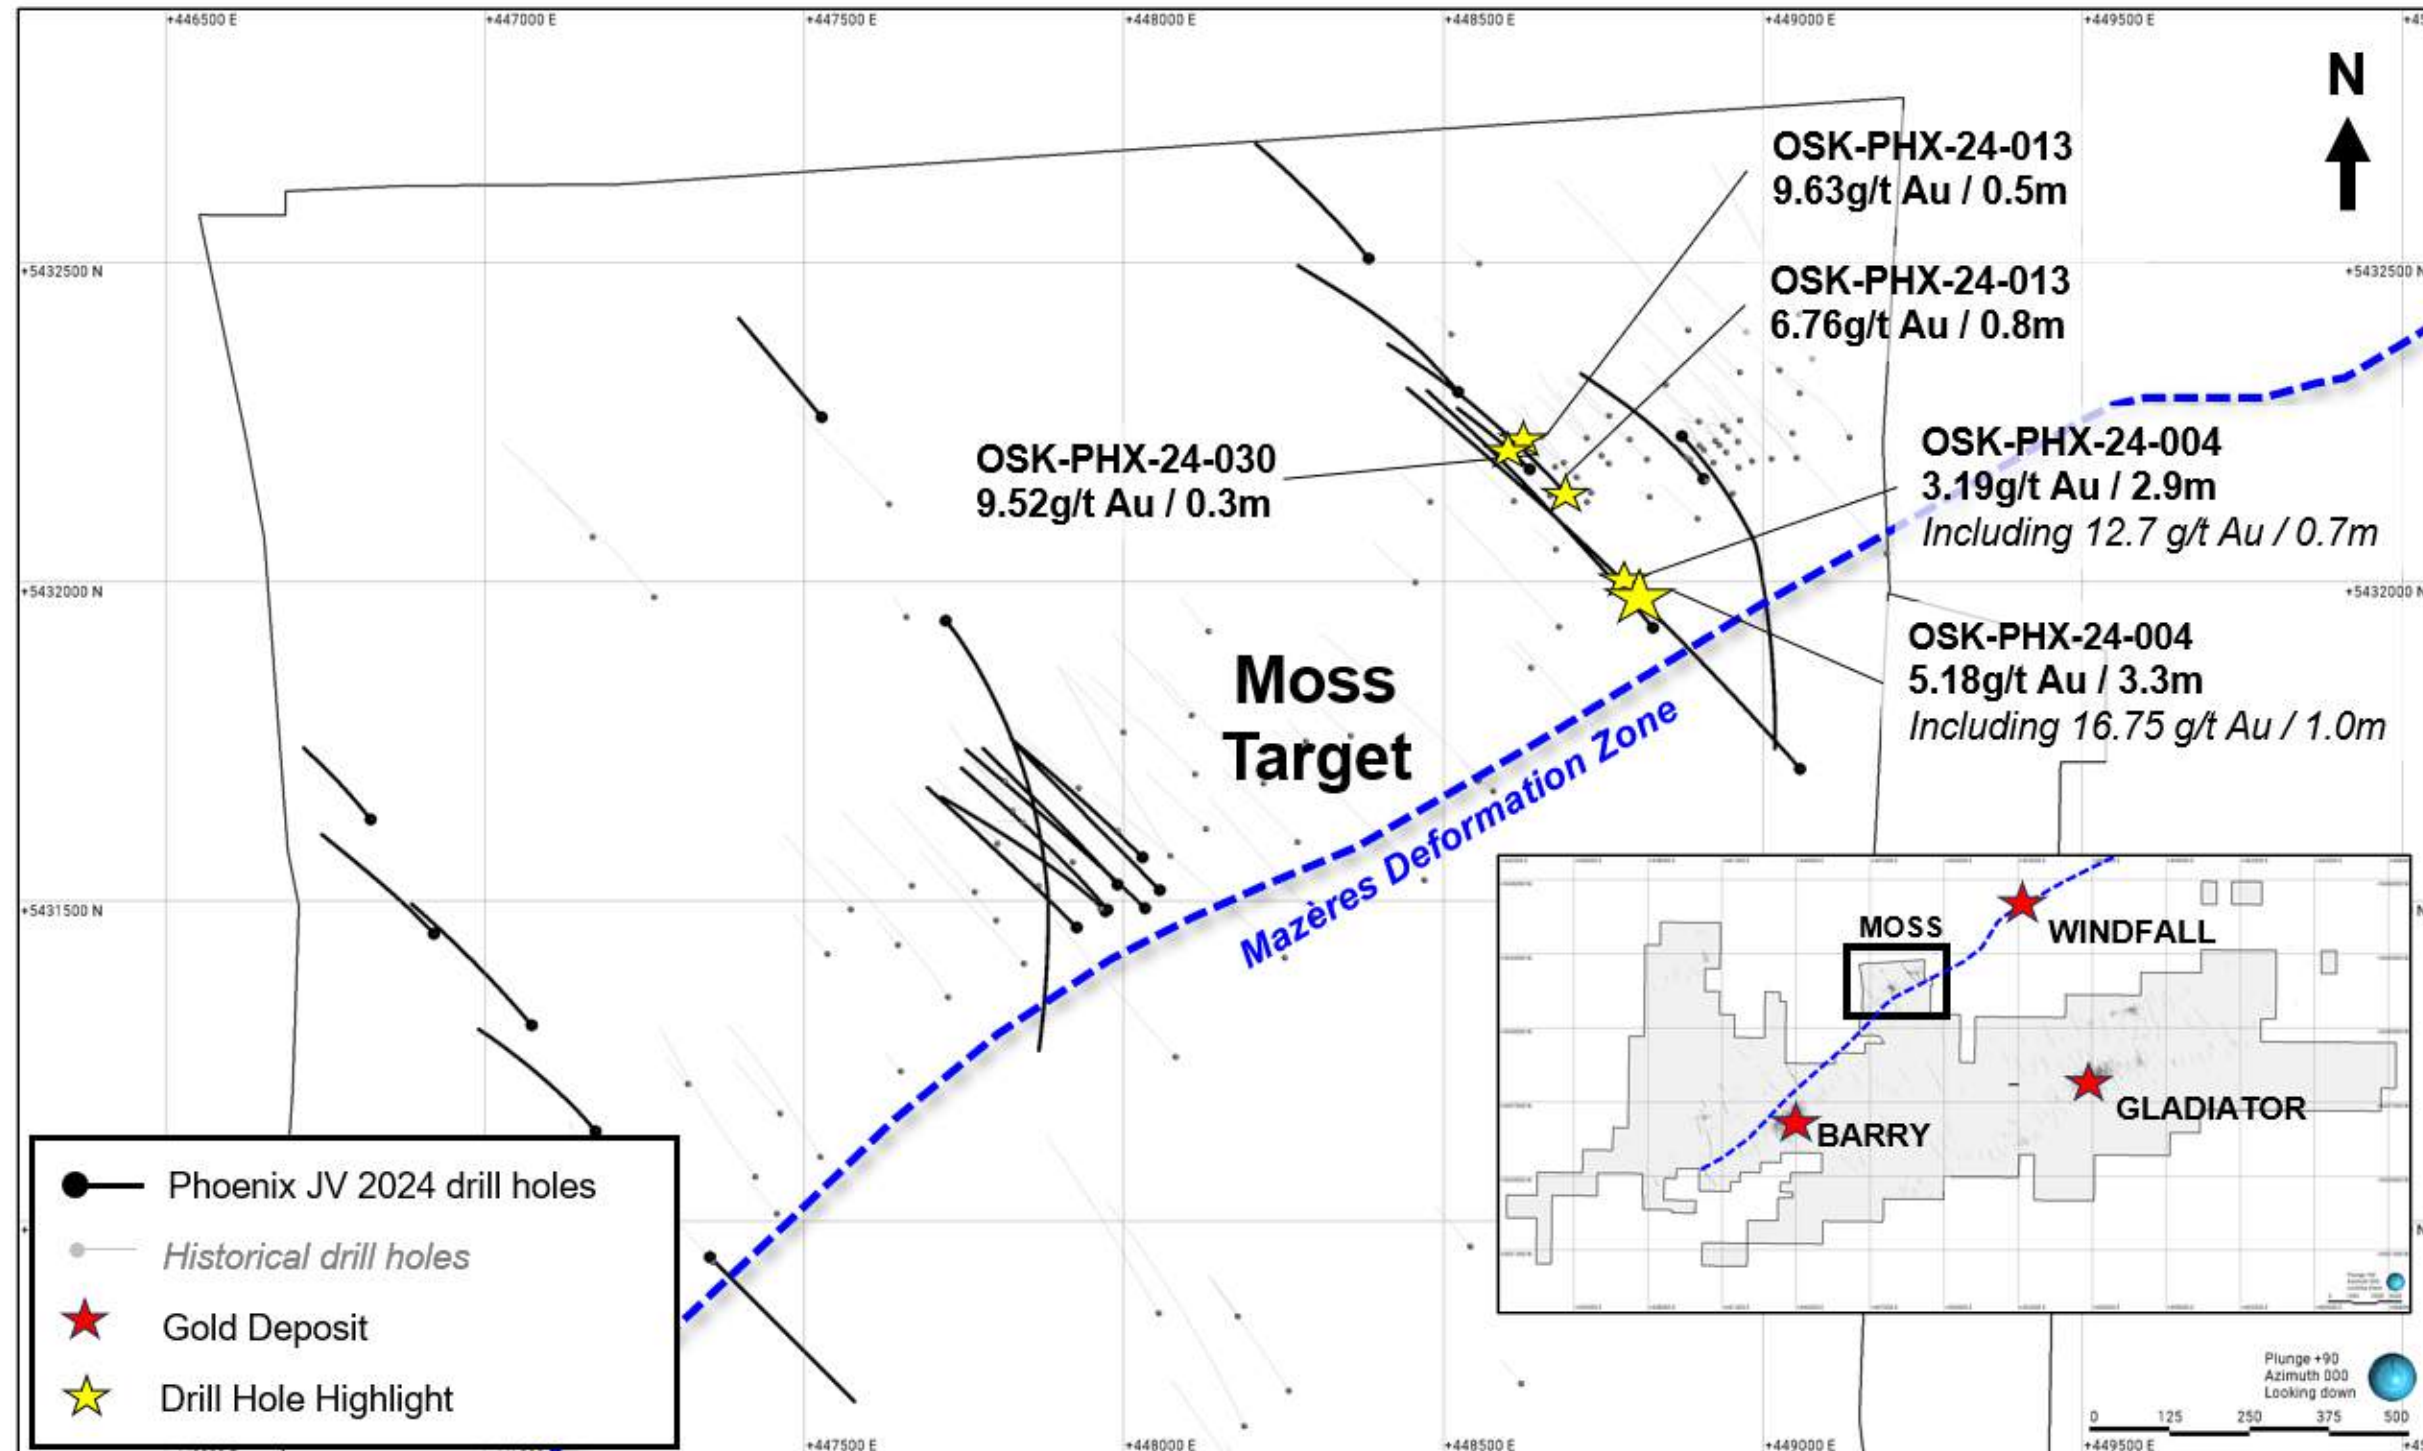 +446500 E
+447000 E
+447500 E
+448000 E
+448500 E
+449000 E
+449500 E
N
OSK-PHX-24-013
9.63g/t Au / 0.5m
+5432500 N
+5432500 N
OSK-PHX-24-013
6.76g/t Au / 0.8m
OSK-PHX-24-030
9.52g/t Au / 0.3m
OSK-PHX-24-004
3.19g/t Au / 2.9m
Including 12.7 g/t Au / 0.7m
+5432000 N
+5432000 N
OSK-PHX-24-004
5.18g/t Au / 3.3m
Including 16.75 g/t Au / 1.0m
Moss
Target
Mazères Deformation Zone
+5431500 N
MOSS
WINDFALL
GLADIATOR
BARRY
Phoenix JV 2024 drill holes
Historical drill holes
Gold Deposit
Drill Hole Highlight
Plunge +90
Azimuth 000
Looking down
0 125 250 375 500
+447500 E
+448000 E
+448500 E
+449000 E
+449500 E